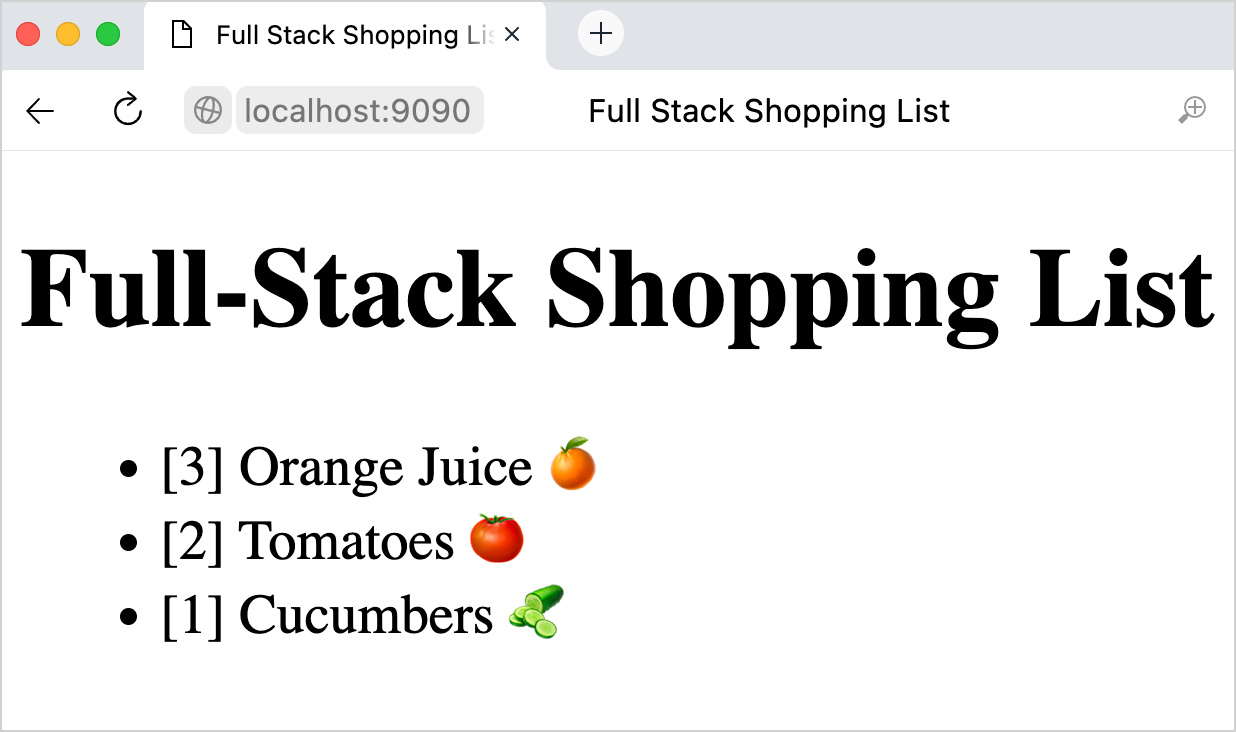 Full Stack Shopping Lis
localhost:9090 Full Stack Shopping List
Full-Stack Shopping List
• [3] Orange Juice 🍊
• [2] Tomatoes 🍅
• [1] Cucumbers 🥒